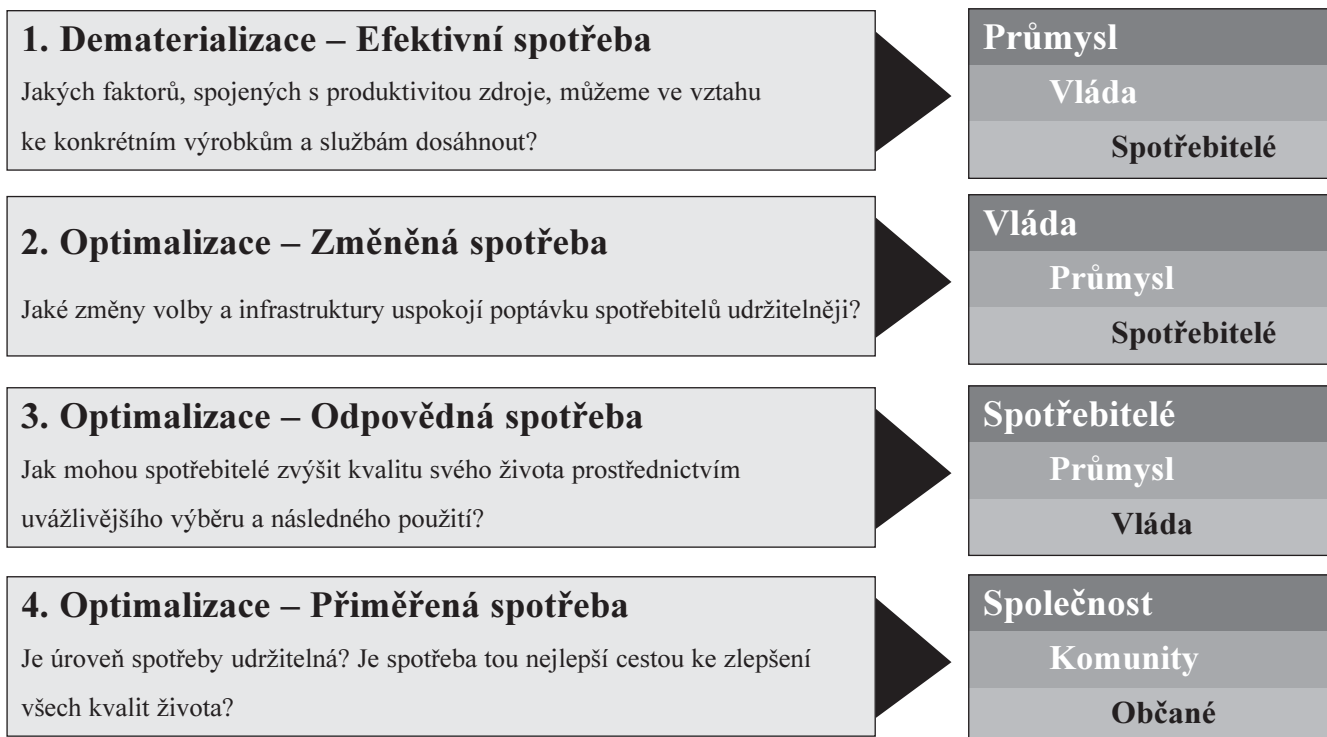 1. Dematerializace – Efektivní spotřeba
Jakých faktorů, spojených s produktivitou zdroje, můžeme ve vztahu
ke konkrétním výrobkům a službám dosáhnout?
Průmysl
Vláda
Spotřebitelé
2. Optimalizace – Změněná spotřeba
Jaké změny volby a infrastruktury uspokojí poptávku spotřebitelů udržitelněji?
Vláda
Průmysl
Spotřebitelé
3. Optimalizace – Odpovědná spotřeba
Jak mohou spotřebitelé zvýšit kvalitu svého života prostřednictvím
uvážlivějšího výběru a následného použití?
Spotřebitelé
Průmysl
Vláda
4. Optimalizace – Přiměřená spotřeba
Je úroveň spotřeby udržitelná? Je spotřeba tou nejlepší cestou ke zlepšení
všech kvalit života?
Společnost
Komunity
Občané